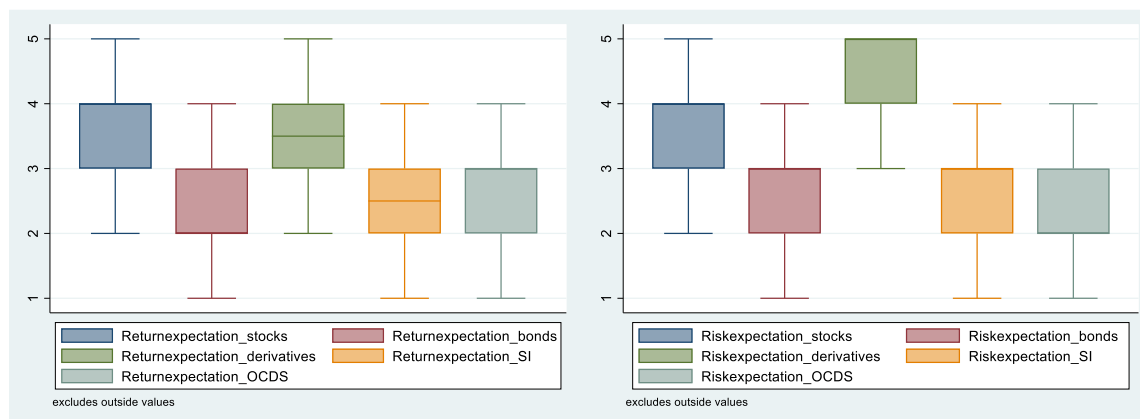 5
4
3
2
1
Returnexpectation_stocks Returnexpectation_bonds
Returnexpectation_derivatives Returnexpectation_SI
Returnexpectation_OCDS
excludes outside values
5
4
3
2
1
Riskexpectation_stocks Riskexpectation_bonds
Riskexpectation_derivatives Riskexpectation_SI
Riskexpectation_OCDS
excludes outside values